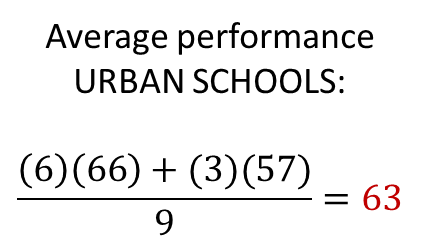 Average performance
URBAN SCHOOLS:
(6)(66) + (3)(57)
9
= 63